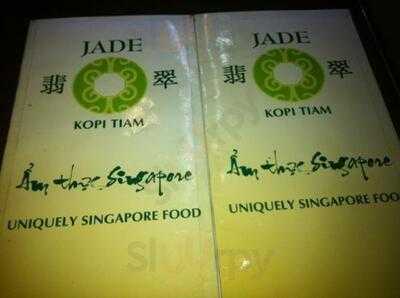 JADE
翡 翠
KOPI TIAM
Ẩm thực Singapore
UNIQUELY SINGAPORE FOOD
JADE
翡 翠
KOPI TIAM
Ẩm thực Singapore
UNIQUELY SINGAPORE FOO